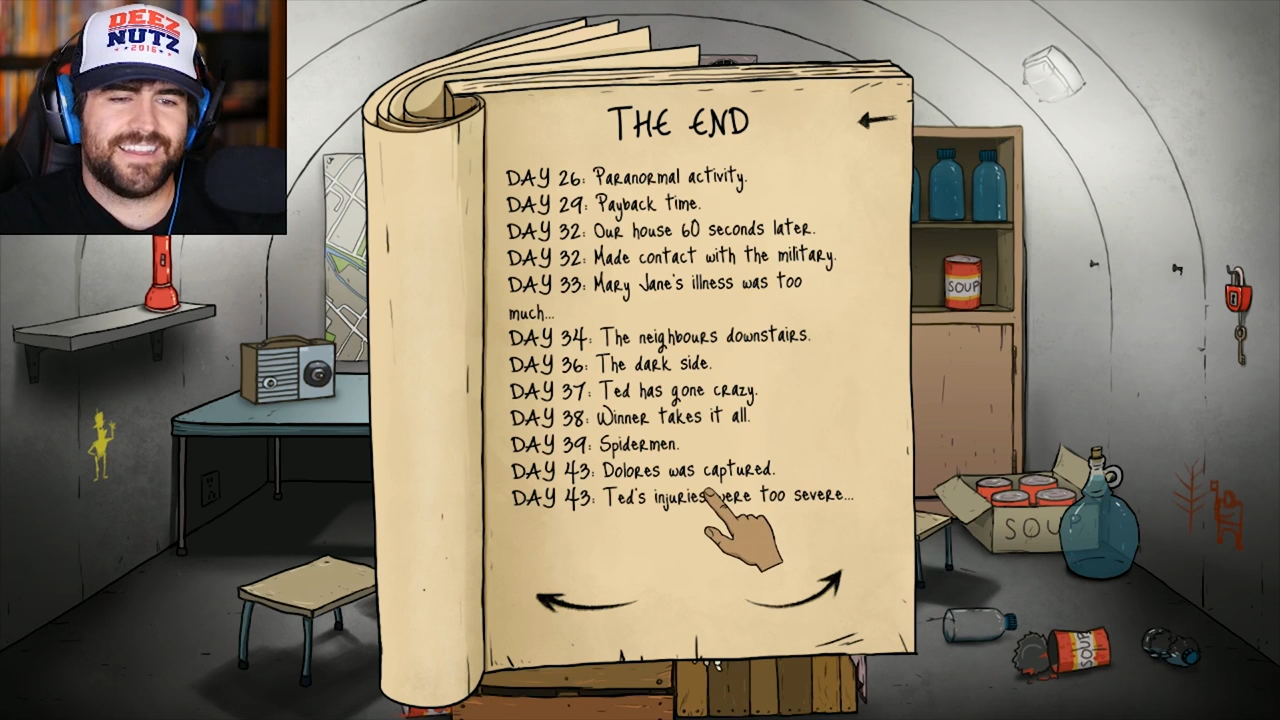 DEEZ
NUTZ
2016
THE END
DAY 26: Paranormal activity.
DAY 29: Payback time.
DAY 32: Our house 60 seconds later.
DAY 32: Made contact with the military.
DAY 33: Mary Jane's illness was too
much...
DAY 34: The neighbours downstairs.
DAY 36: The dark side.
DAY 37: Ted has gone crazy.
DAY 38: Winner takes it all.
DAY 39: Spidermen.
DAY 43: Dolores was captured.
DAY 43: Ted's injuries were too severe...
SOUP
SOU
SOUP